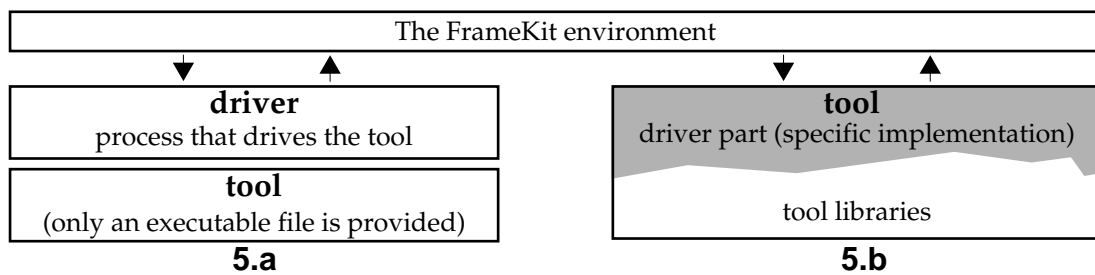 The FrameKit environment
driver
process that drives the tool
tool
(only an executable file is provided)
5.a
tool
driver part (specific implementation)
tool libraries
5.b